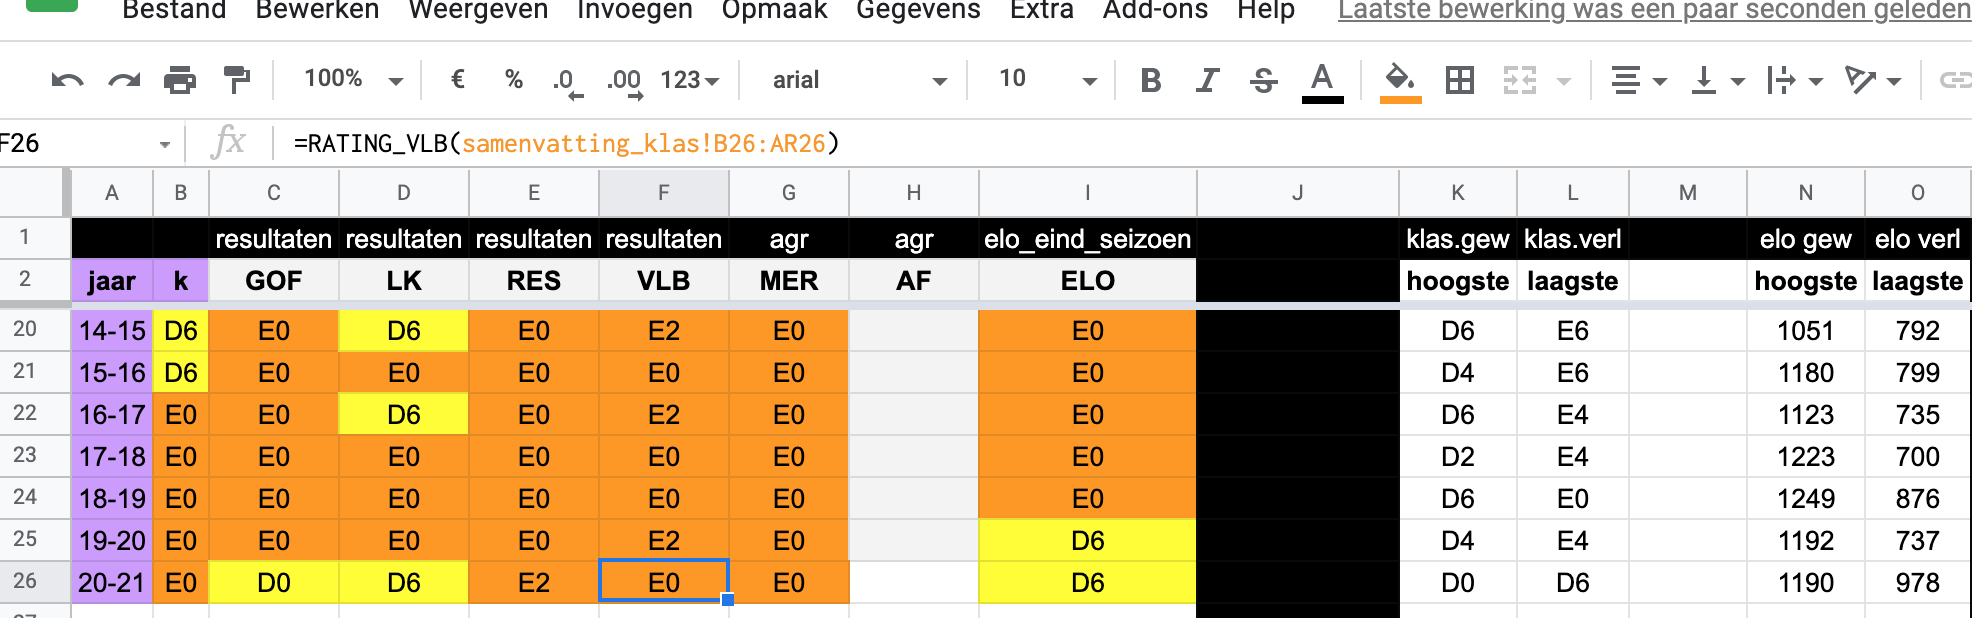 Bestand Bewerken Weergeven Invoegen Opmaak Gegevens Extra Add-ons Help Laatste bewerking was een paar seconden geleden
100% € % .0 .00 123 arial 10 B I S A
F26 fx =RATING_VLB(samenvatting_klas!B26:AR26)
A B C D E F G H I J K L M N O
1 resultaten resultaten resultaten resultaten agr agr elo_eind_seizoen klas.gew klas.verl elo gew elo verl
2 jaar k GOF LK RES VLB MER AF ELO hoogste laagste hoogste laagste
20 14-15 D6 E0 D6 E0 E2 E0 E0 D6 E6 1051 792
21 15-16 D6 E0 E0 E0 E0 E0 E0 D4 E6 1180 799
22 16-17 E0 E0 D6 E0 E2 E0 E0 D6 E4 1123 735
23 17-18 E0 E0 E0 E0 E0 E0 E0 D2 E4 1223 700
24 18-19 E0 E0 E0 E0 E0 E0 E0 D6 E0 1249 876
25 19-20 E0 E0 E0 E0 E2 E0 D6 D4 E4 1192 737
26 20-21 E0 D0 D6 E2 E0 E0 D6 D0 D6 1190 978